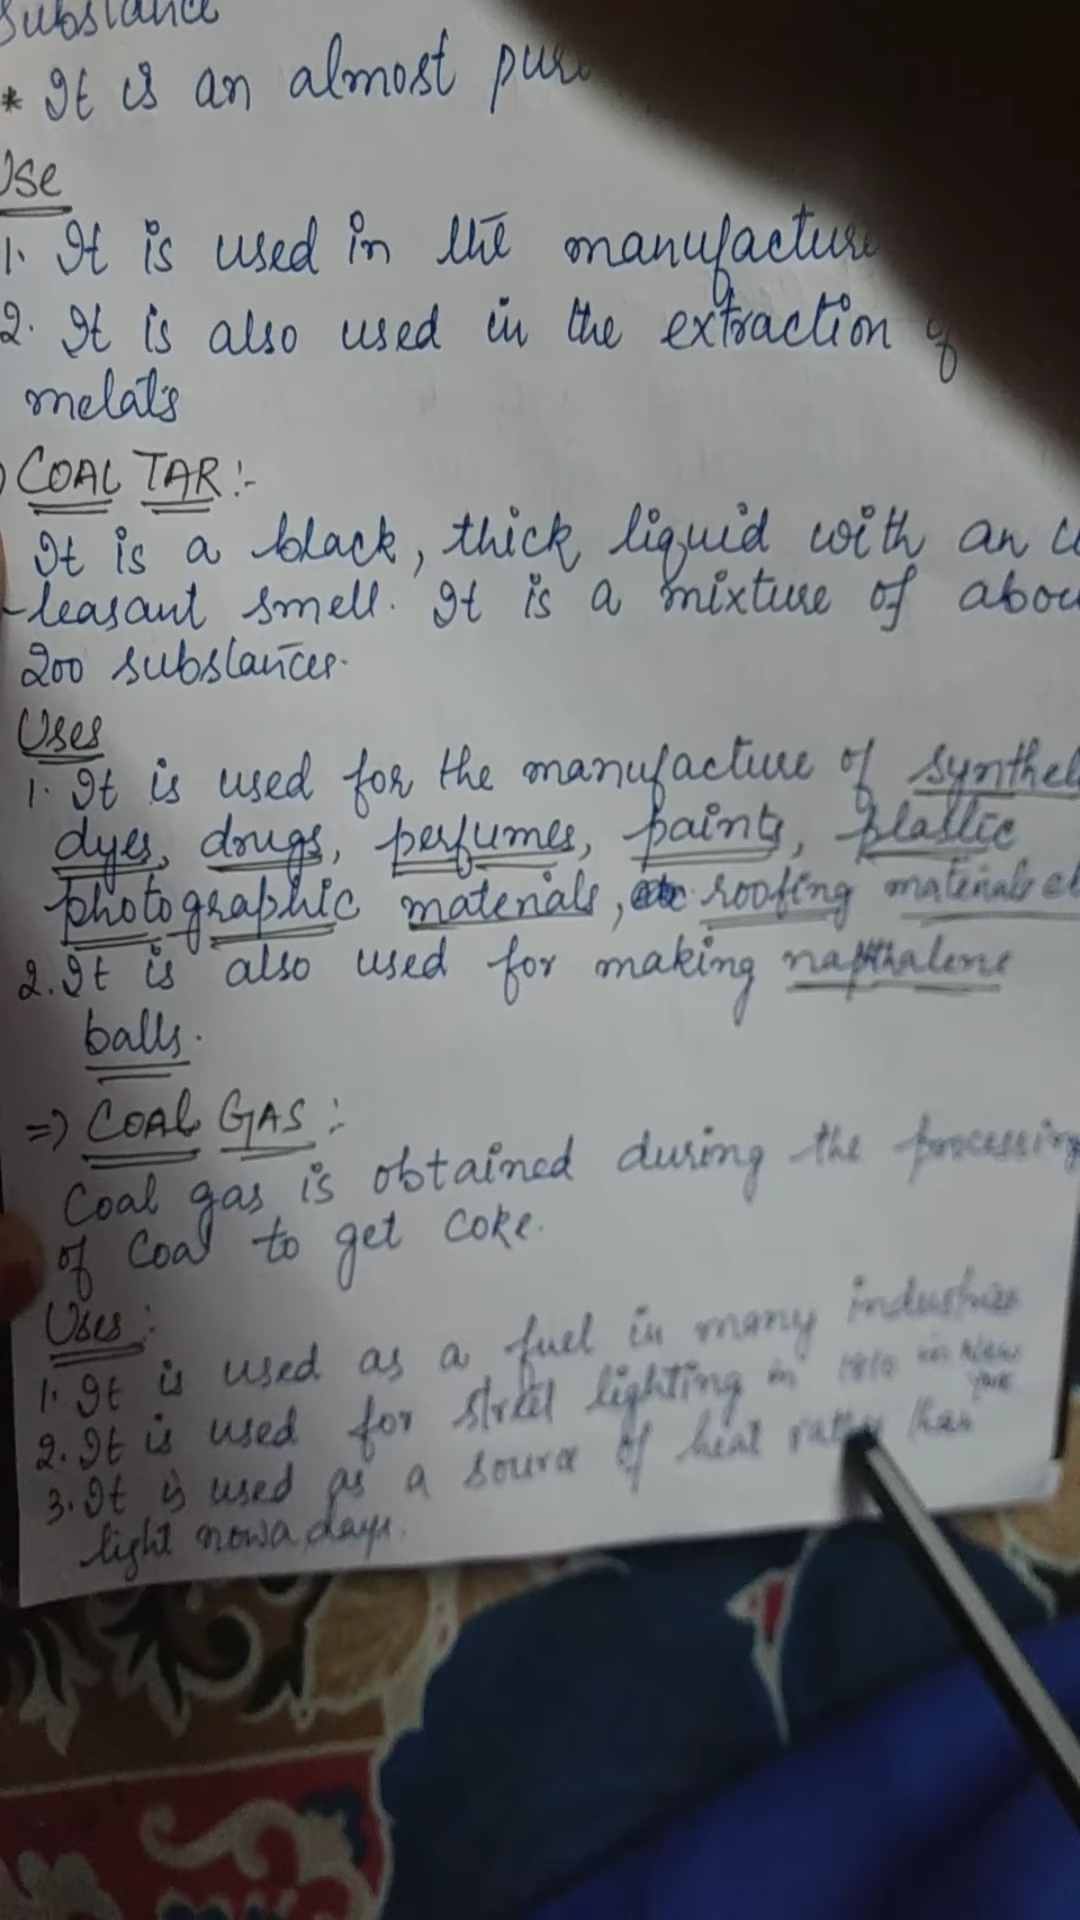 substance
* It is an almost pure
Use
1. It is used in the manufacture
2. It is also used in the extraction of
metals
COAL TAR :-
It is a black, thick liquid with an
-leasant smell. It is a mixture of abou
200 substances.
Uses
1. It is used for the manufacture of synthet
dyes, drugs, perfumes, paints, plastic
photographic materials, roofing materials et
2. It is also used for making napthalene
balls.
=) COAL GAS :
Coal gas is obtained during the processing
of Coal to get coke.
Uses :
1. It is used as a fuel in many industries
2. It is used for street lighting in 1810 in New
York
3. It is used as a source of heat rather than
light nowadays.